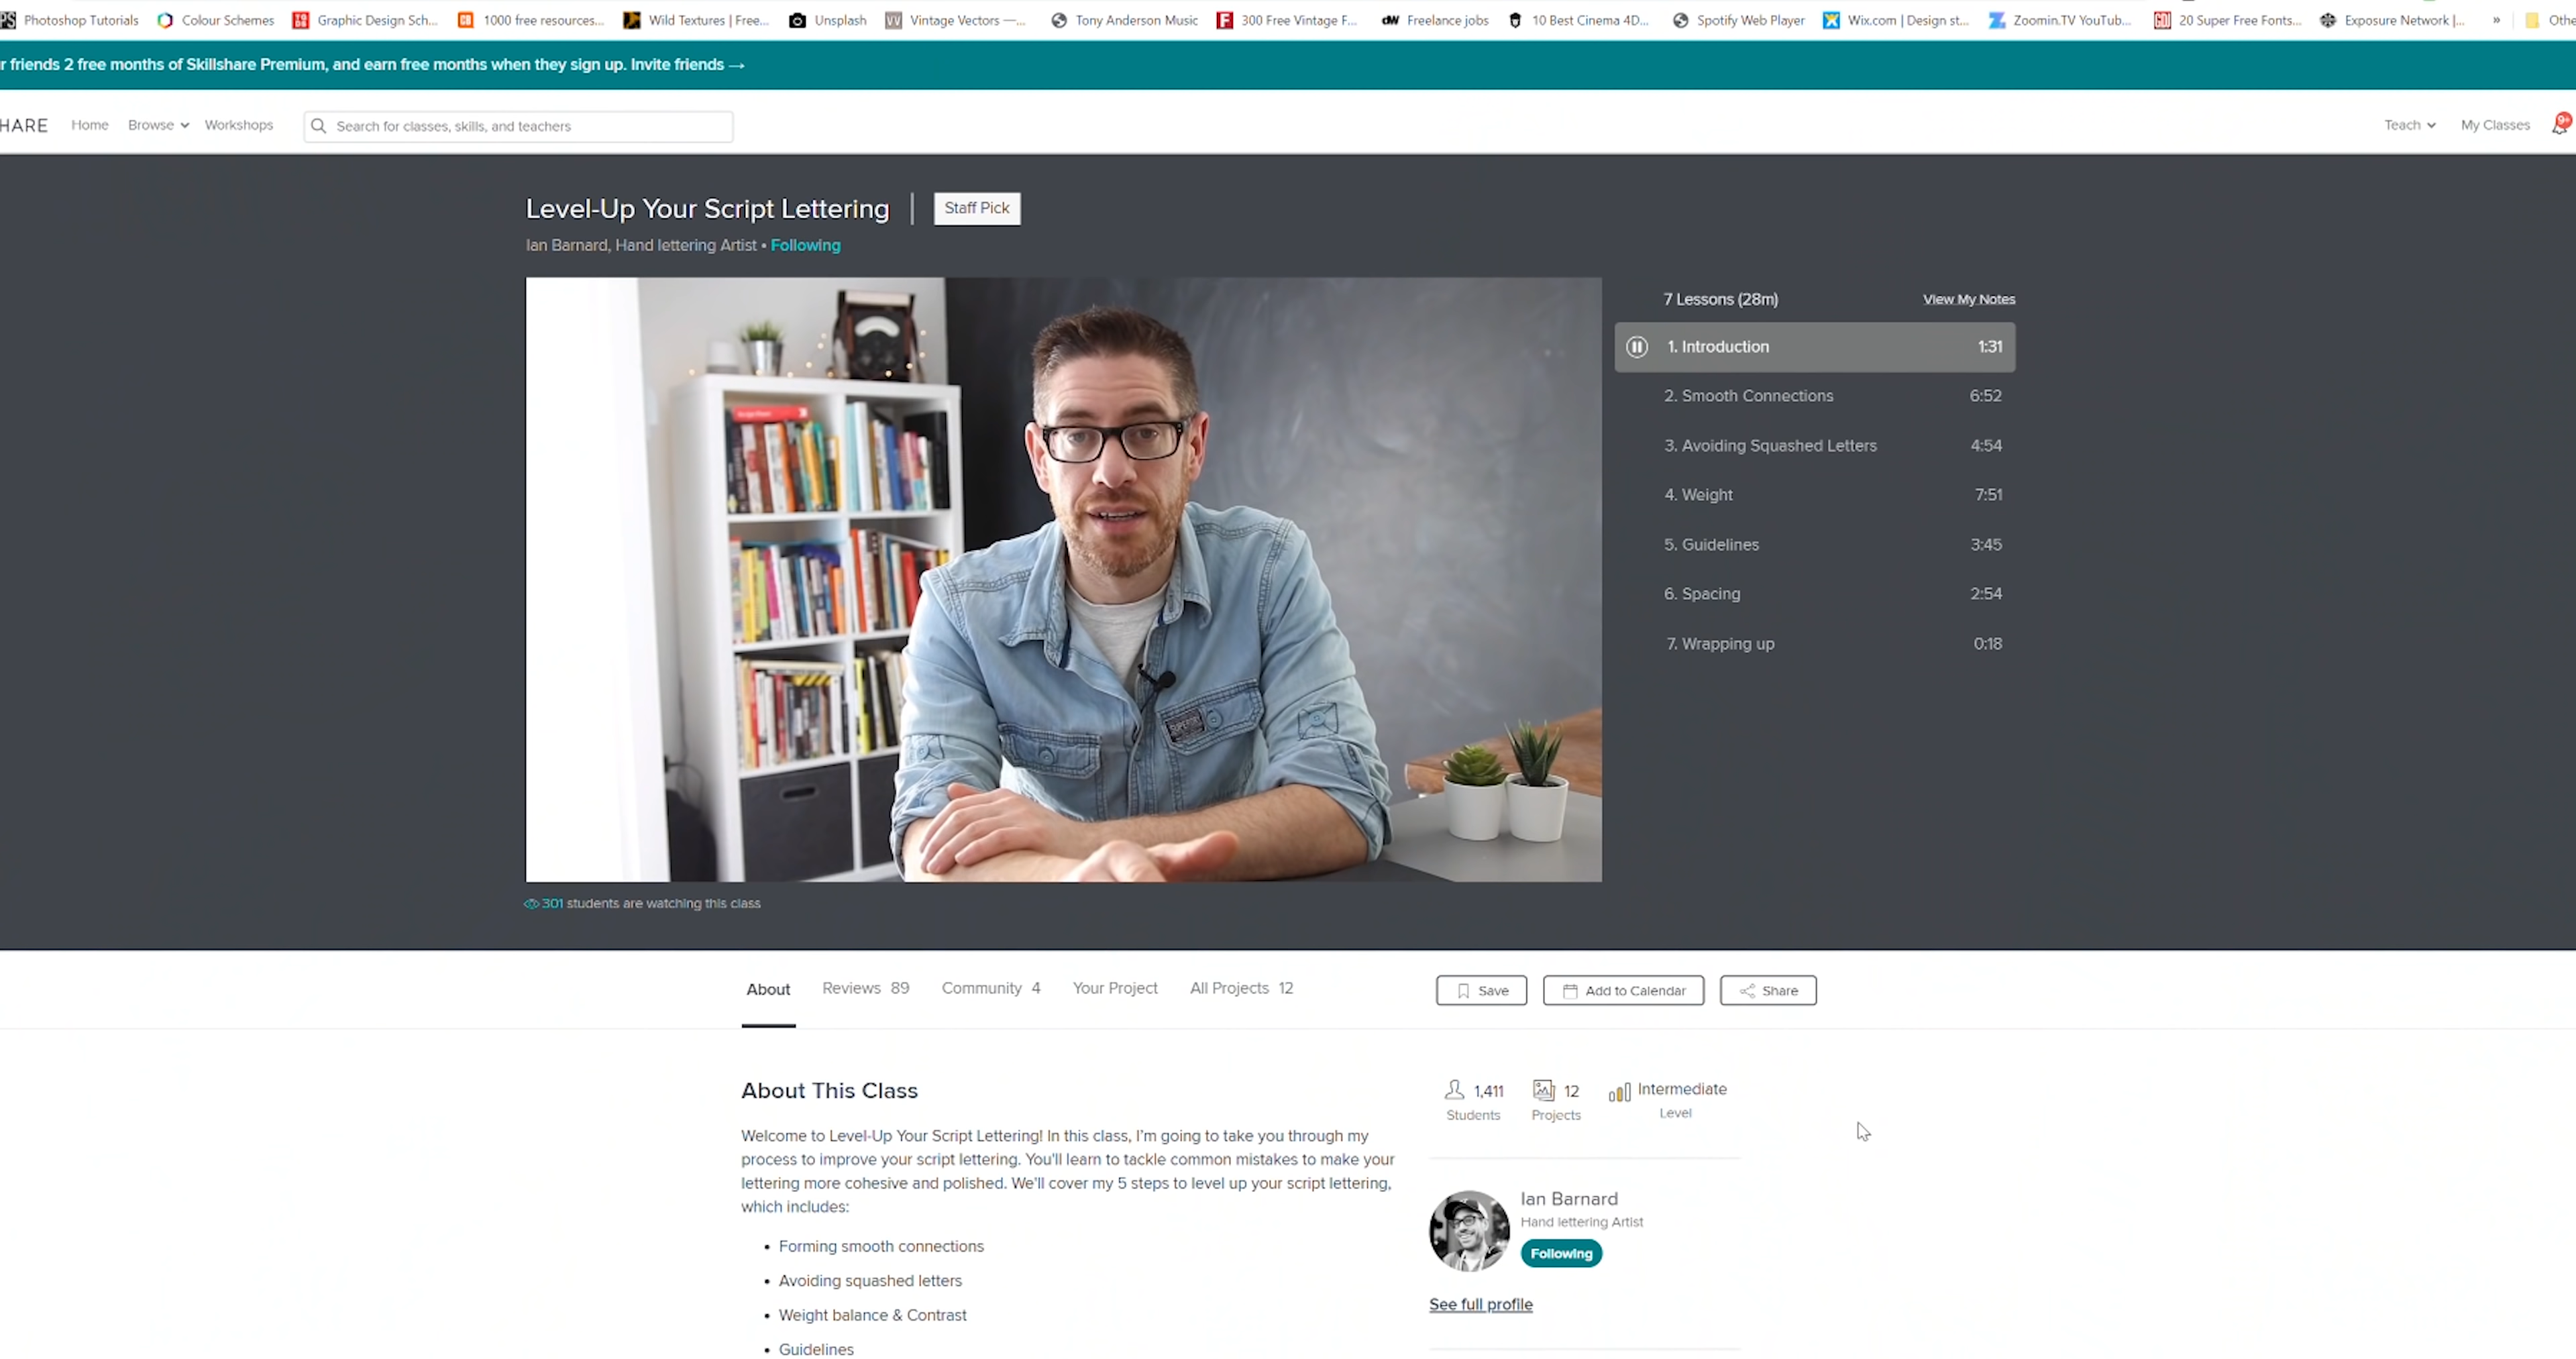 PS Photoshop Tutorials Colour Schemes Graphic Design Sch... 1000 free resources... Wild Textures | Free... Unsplash Vintage Vectors —... Tony Anderson Music 300 Free Vintage F... Freelance jobs 10 Best Cinema 4D... Spotify Web Player Wix.com | Design st... Zoomin.TV YouTub... 20 Super Free Fonts... Exposure Network |... » Othe
r friends 2 free months of Skillshare Premium, and earn free months when they sign up. Invite friends →
HARE Home Browse Workshops Search for classes, skills, and teachers Teach My Classes 9+
Level-Up Your Script Lettering | Staff Pick
Ian Barnard, Hand lettering Artist • Following
7 Lessons (28m) View My Notes
1. Introduction 1:31
2. Smooth Connections 6:52
3. Avoiding Squashed Letters 4:54
4. Weight 7:51
5. Guidelines 3:45
6. Spacing 2:54
7. Wrapping up 0:18
301 students are watching this class
About Reviews 89 Community 4 Your Project All Projects 12 Save Add to Calendar Share
About This Class
1,411 Students
12 Projects
Intermediate Level
Welcome to Level-Up Your Script Lettering! In this class, I'm going to take you through my
process to improve your script lettering. You'll learn to tackle common mistakes to make your
lettering more cohesive and polished. We'll cover my 5 steps to level up your script lettering,
which includes:
• Forming smooth connections
• Avoiding squashed letters
• Weight balance & Contrast
• Guidelines
Ian Barnard
Hand lettering Artist
Following
See full profile